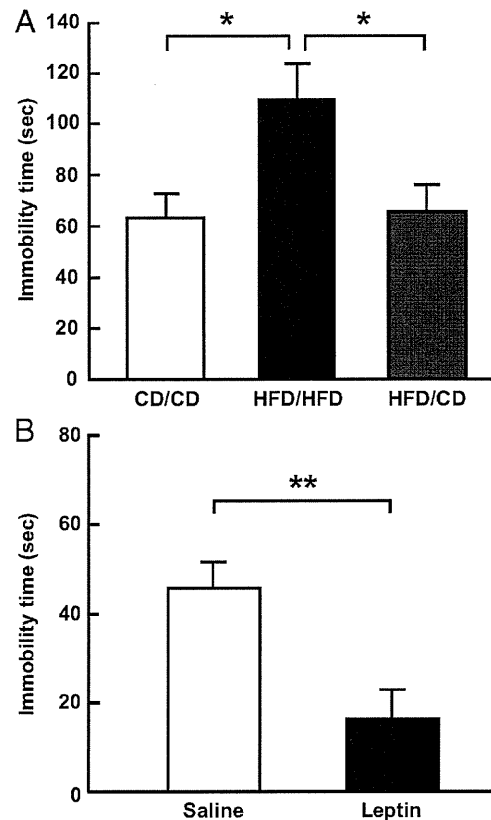 A
140
120
100
80
60
40
20
0
Immobility time (sec)
*
*
CD/CD HFD/HFD HFD/CD
B
80
60
40
20
0
Immobility time (sec)
**
Saline Leptin